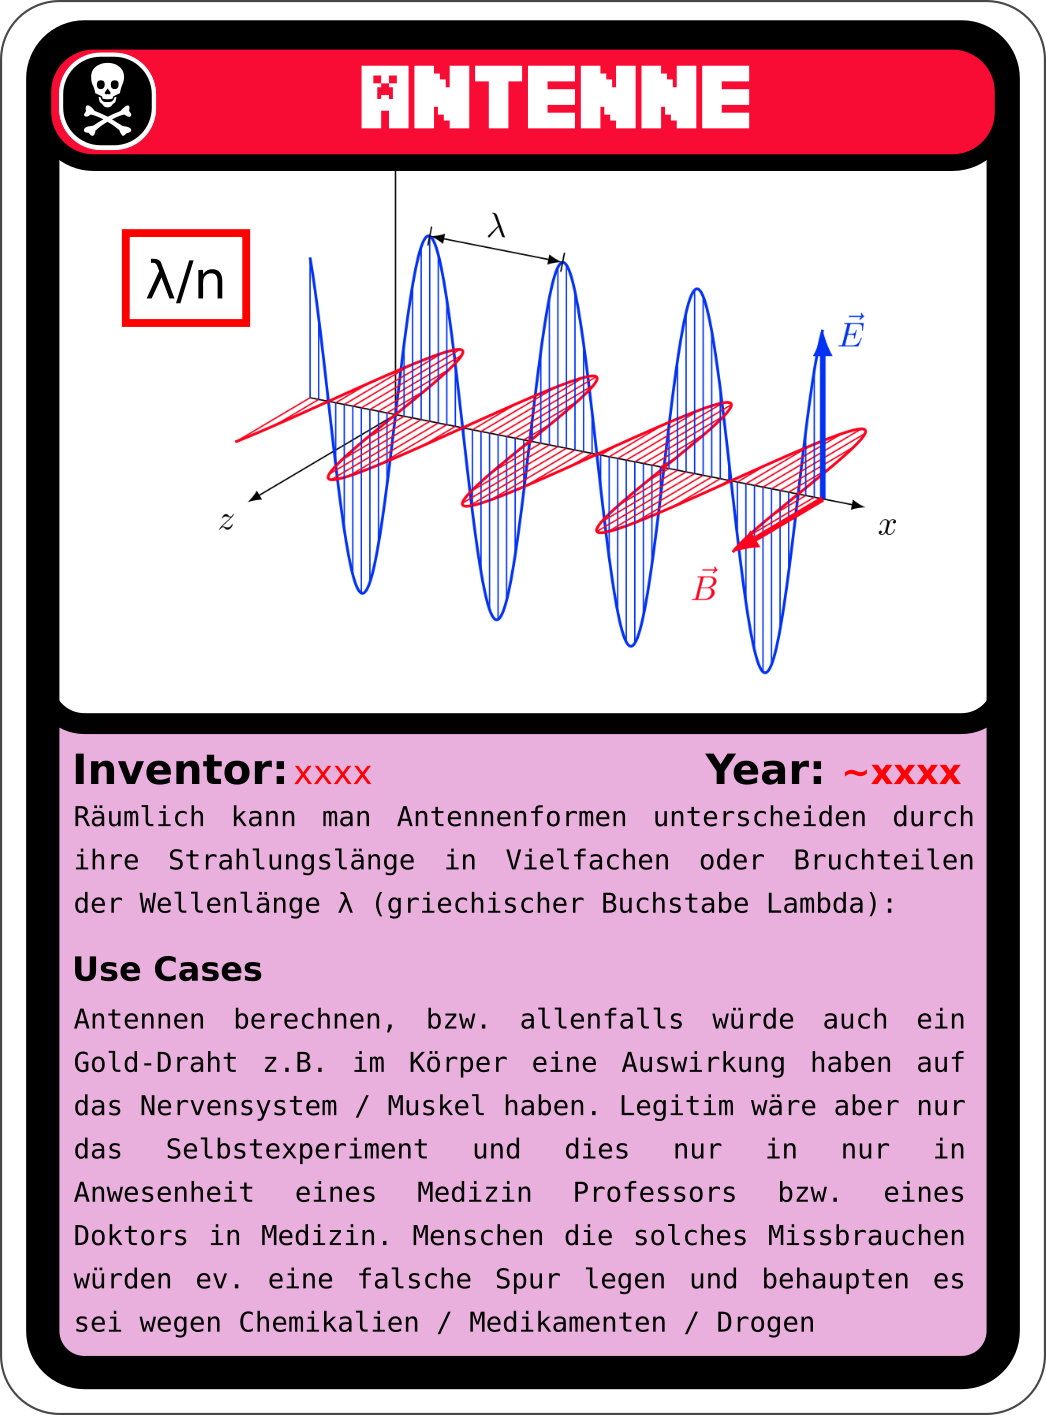 ANTENNE
λ/n
λ
E⃗
z
x
B⃗
Inventor: xxxx Year: ~xxxx
Räumlich kann man Antennenformen unterscheiden durch
ihre Strahlungslänge in Vielfachen oder Bruchteilen
der Wellenlänge λ (griechischer Buchstabe Lambda):
Use Cases
Antennen berechnen, bzw. allenfalls würde auch ein
Gold-Draht z.B. im Körper eine Auswirkung haben auf
das Nervensystem / Muskel haben. Legitim wäre aber nur
das Selbstexperiment und dies nur in nur in
Anwesenheit eines Medizin Professors bzw. eines
Doktors in Medizin. Menschen die solches Missbrauchen
würden ev. eine falsche Spur legen und behaupten es
sei wegen Chemikalien / Medikamenten / Drogen